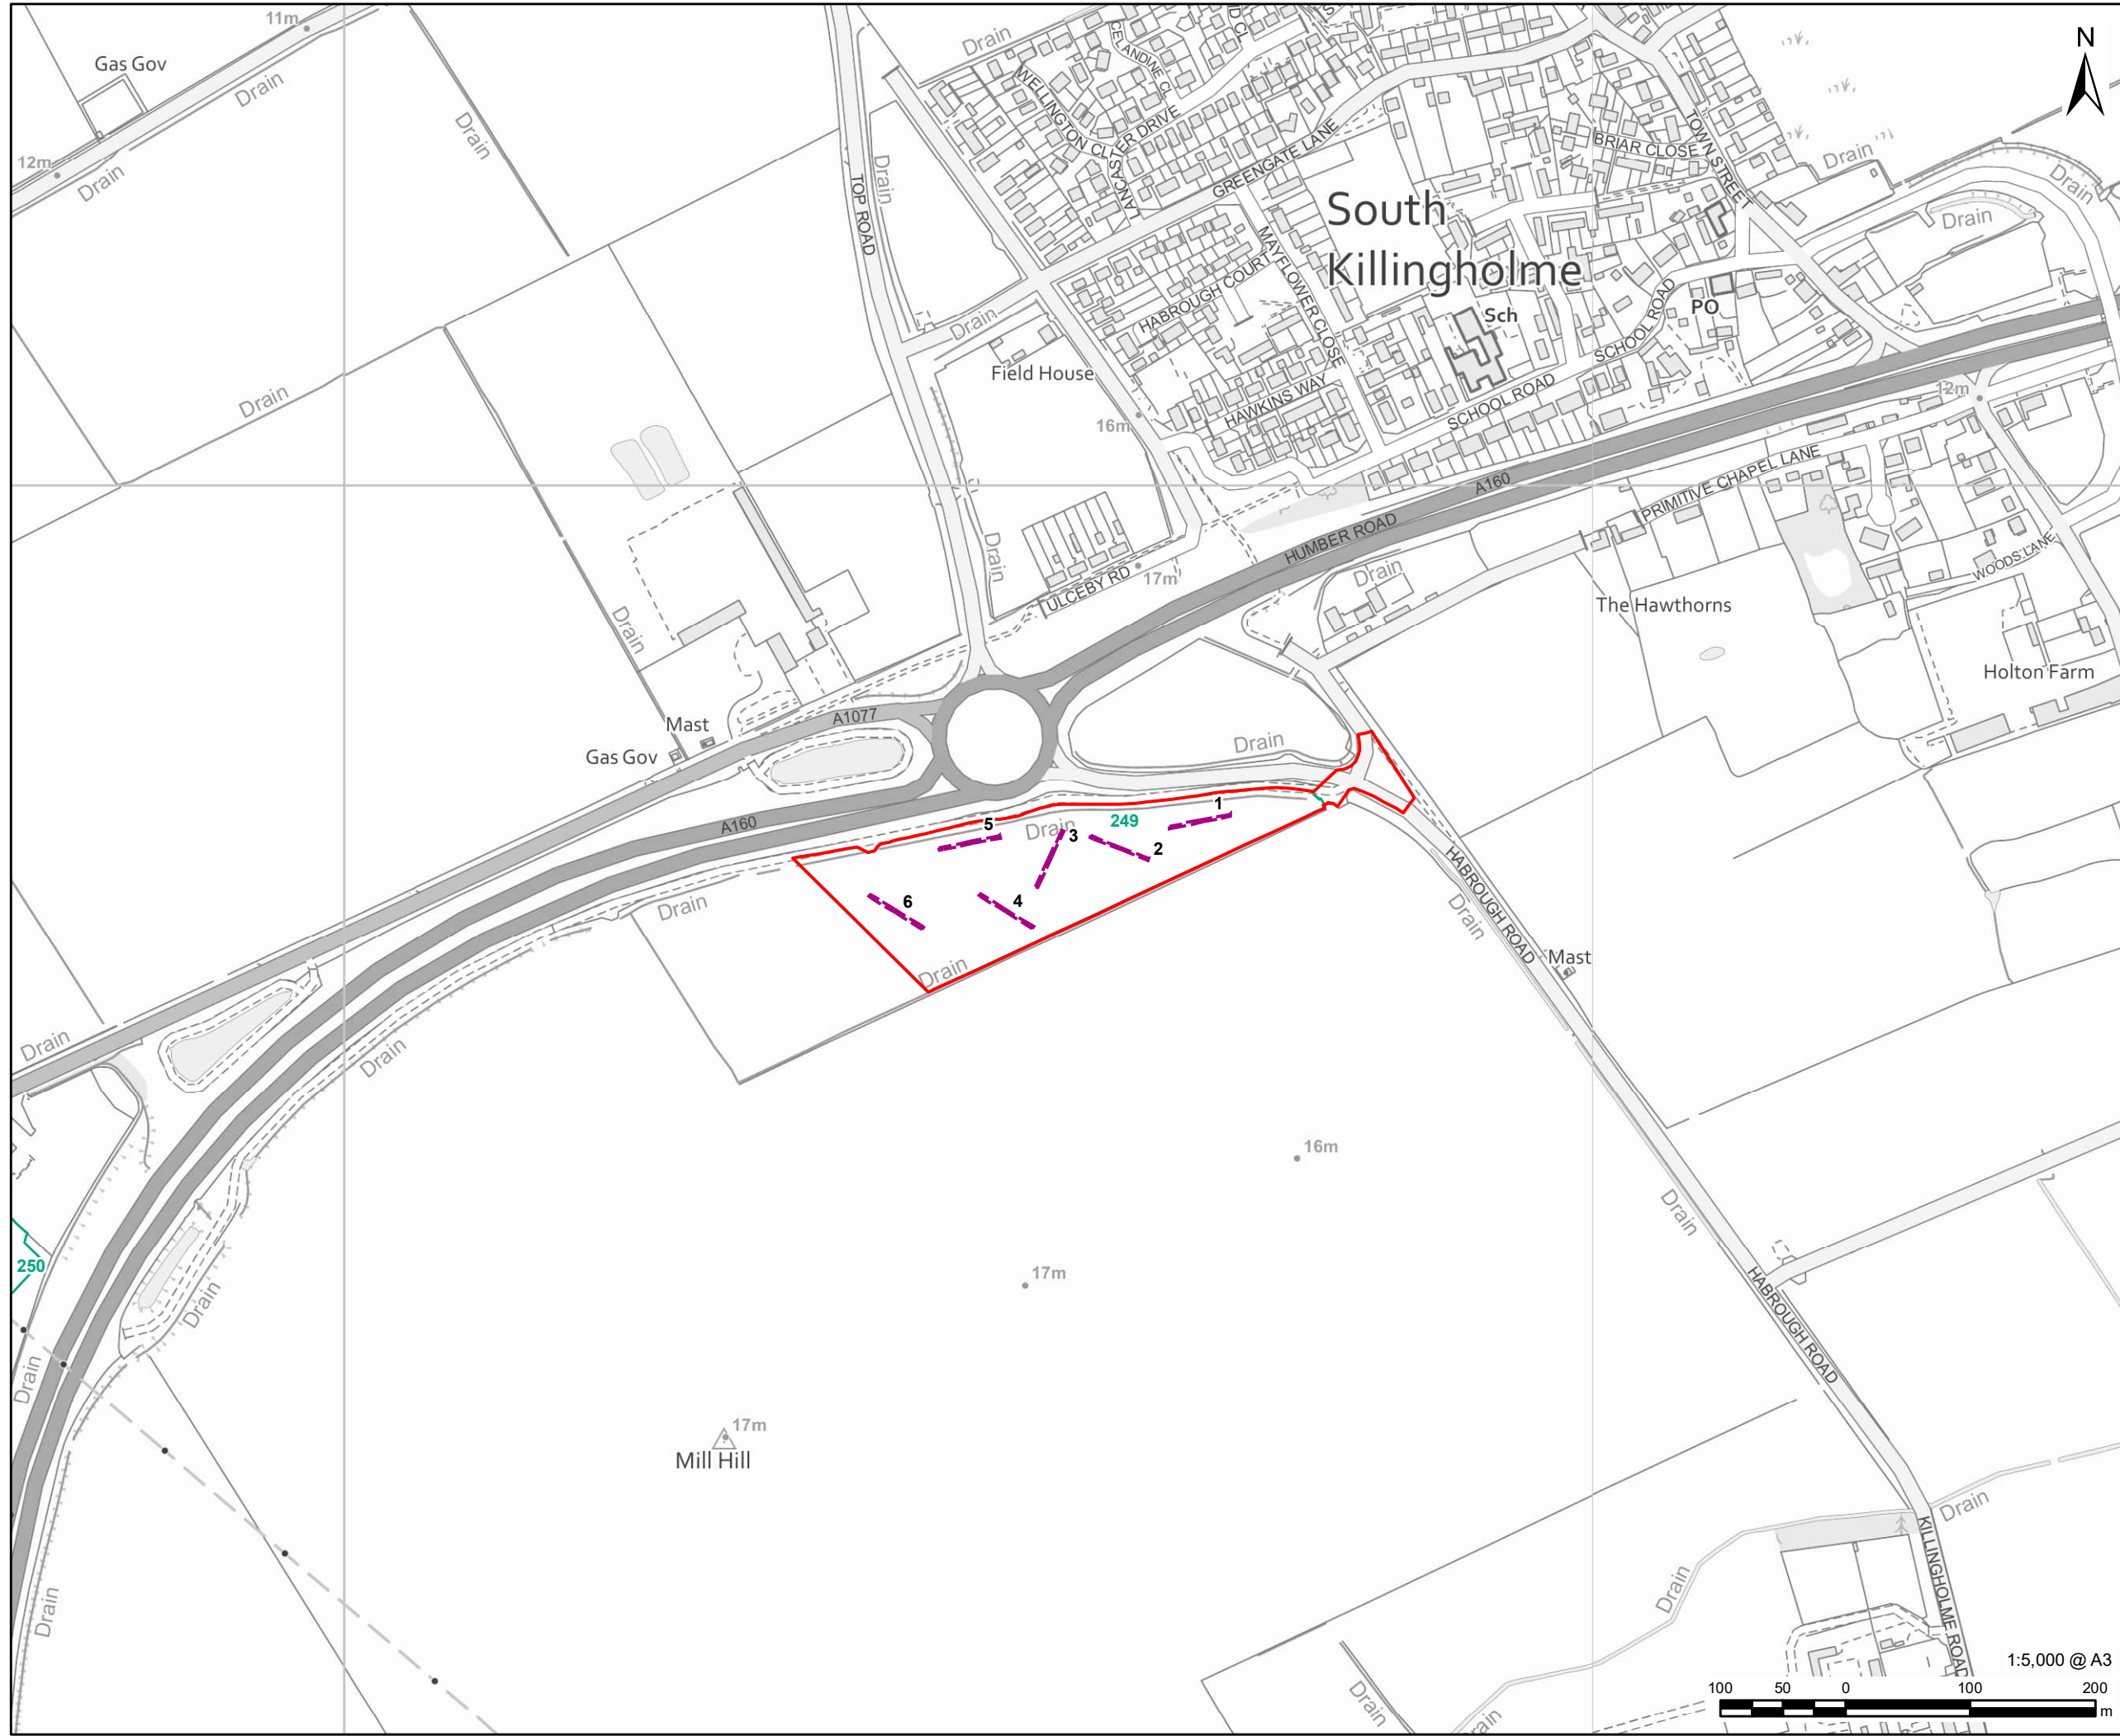 11m
Gas Gov
Drain
N
CELANDINE CL
WELLINGTON CL
LANCASTER DRIVE
GREENGATE LANE
TOWN STREET
BRIAR CLOSE
Drain
Drain
Drain
12m
Drain
Drain
TOP ROAD
South
Killingholme
Drain
MAYFLOWER CLOSE
HABROUGH COURT
Sch
PO
SCHOOL ROAD
Drain
Field House
Drain
HAWKINS WAY
SCHOOL ROAD
12m
16m
A160
PRIMITIVE CHAPEL LANE
HUMBER ROAD
Drain
WOODS LANE
ULCEBY RD
17m
Drain
The Hawthorns
Drain
Holton Farm
Mast
A1077
Gas Gov
Drain
A160
1
249
5
Drain
3
2
HABROUGH ROAD
6
4
Drain
Drain
Mast
Drain
Drain
Drain
16m
Drain
250
17m
Drain
HABROUGH ROAD
Drain
17m
Mill Hill
Drain
KILLINGHOLME ROAD
Drain
Drain
1:5,000 @ A3
100 50 0 100 200
m
Drain